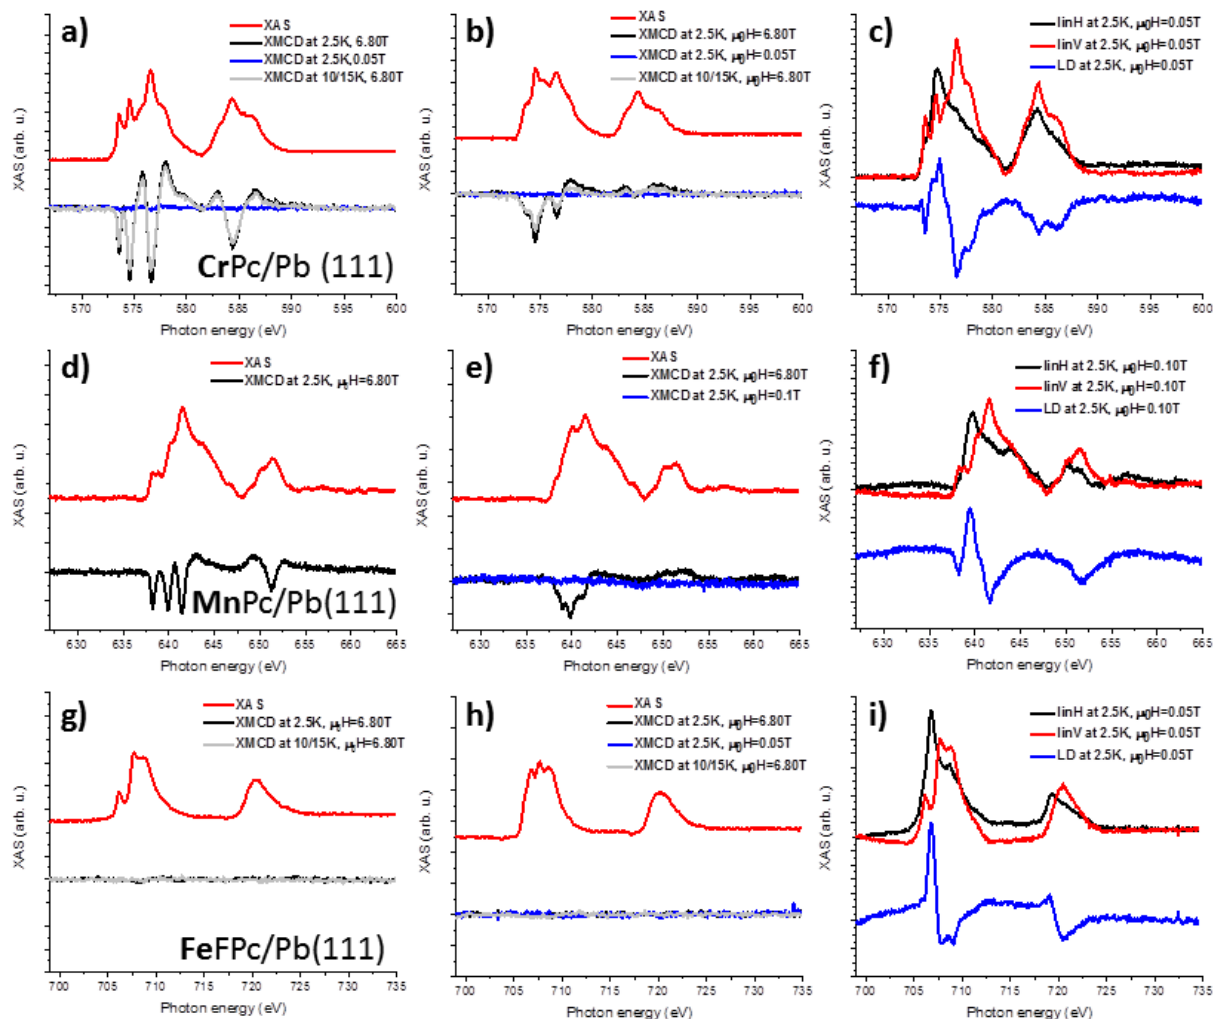 a)
XAS
XMCD at 2.5K, 6.80T
XMCD at 2.5K,0.05T
XMCD at 10/15K, 6.80T
XAS (arb. u.)
CrPc/Pb (111)
570 575 580 585 590 595 600
Photon energy (eV)
b)
XAS
XMCD at 2.5K, μ0H=6.80T
XMCD at 2.5K, μ0H=0.05T
XMCD at 10/15K, μ0H=6.80T
XAS (arb. u.)
570 575 580 585 590 595 600
Photon energy (eV)
c)
linH at 2.5K, μ0H=0.05T
linV at 2.5K, μ0H=0.05T
LD at 2.5K, μ0H=0.05T
XAS (arb. u.)
570 575 580 585 590 595 600
Photon energy (eV)
d)
XAS
XMCD at 2.5K, μ0H=6.80T
XAS (arb. u.)
MnPc/Pb(111)
630 635 640 645 650 655 660 665
Photon energy (eV)
e)
XAS
XMCD at 2.5K, μ0H=6.80T
XMCD at 2.5K, μ0H=0.1T
XAS (arb. u.)
630 635 640 645 650 655 660 665
Photon energy (eV)
f)
linH at 2.5K, μ0H=0.10T
linV at 2.5K, μ0H=0.10T
LD at 2.5K, μ0H=0.10T
XAS (arb. u.)
630 635 640 645 650 655 660 665
Photon energy (eV)
g)
XAS
XMCD at 2.5K, μ0H=6.80T
XMCD at 10/15K, μ0H=6.80T
XAS (arb. u.)
FeFPc/Pb(111)
700 705 710 715 720 725 730 735
Photon energy (eV)
h)
XAS
XMCD at 2.5K, μ0H=6.80T
XMCD at 2.5K, μ0H=0.05T
XMCD at 10/15K, μ0H=6.80T
XAS (arb. u.)
700 705 710 715 720 725 730 735
Photon energy (eV)
i)
linH at 2.5K, μ0H=0.05T
linV at 2.5K, μ0H=0.05T
LD at 2.5K, μ0H=0.05T
XAS (arb. u.)
700 705 710 715 720 725 730 735
Photon energy (eV)